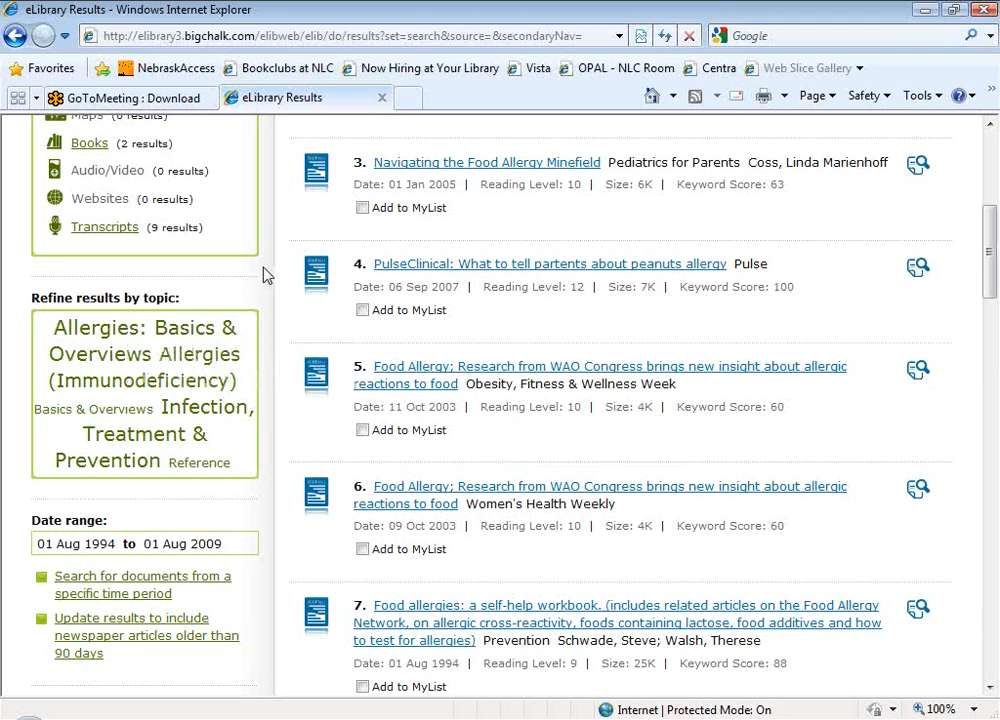 eLibrary Results - Windows Internet Explorer
http://elibrary3.bigchalk.com/elibweb/elib/do/results?set=search&source=&secondaryNav=
Google
Favorites
NebraskAccess
Bookclubs at NLC
Now Hiring at Your Library
Vista
OPAL - NLC Room
Centra
Web Slice Gallery
GoToMeeting : Download
eLibrary Results
Page
Safety
Tools
Maps (0 results)
Books (2 results)
Audio/Video (0 results)
Websites (0 results)
Transcripts (9 results)
Refine results by topic:
Allergies: Basics &
Overviews Allergies
(Immunodeficiency)
Basics & Overviews Infection,
Treatment &
Prevention Reference
Date range:
01 Aug 1994 to 01 Aug 2009
Search for documents from a
specific time period
Update results to include
newspaper articles older than
90 days
3. Navigating the Food Allergy Minefield Pediatrics for Parents Coss, Linda Marienhoff
Date: 01 Jan 2005 | Reading Level: 10 | Size: 6K | Keyword Score: 63
Add to MyList
4. PulseClinical: What to tell partents about peanuts allergy Pulse
Date: 06 Sep 2007 | Reading Level: 12 | Size: 7K | Keyword Score: 100
Add to MyList
5. Food Allergy; Research from WAO Congress brings new insight about allergic
reactions to food Obesity, Fitness & Wellness Week
Date: 11 Oct 2003 | Reading Level: 10 | Size: 4K | Keyword Score: 60
Add to MyList
6. Food Allergy; Research from WAO Congress brings new insight about allergic
reactions to food Women's Health Weekly
Date: 09 Oct 2003 | Reading Level: 10 | Size: 4K | Keyword Score: 60
Add to MyList
7. Food allergies: a self-help workbook. (includes related articles on the Food Allergy
Network, on allergic cross-reactivity, foods containing lactose, food additives and how
to test for allergies) Prevention Schwade, Steve; Walsh, Therese
Date: 01 Aug 1994 | Reading Level: 9 | Size: 25K | Keyword Score: 88
Add to MyList
Internet | Protected Mode: On
100%